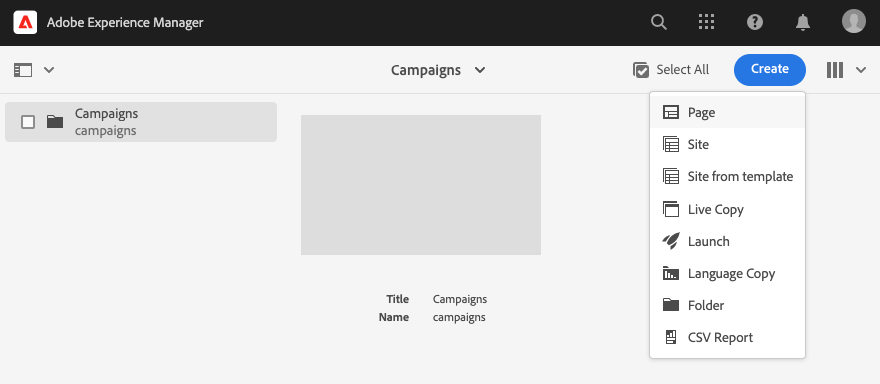 Adobe Experience Manager
Campaigns
Select All
Create
Campaigns
campaigns
Page
Site
Site from template
Live Copy
Launch
Language Copy
Folder
CSV Report
Title Campaigns
Name campaigns